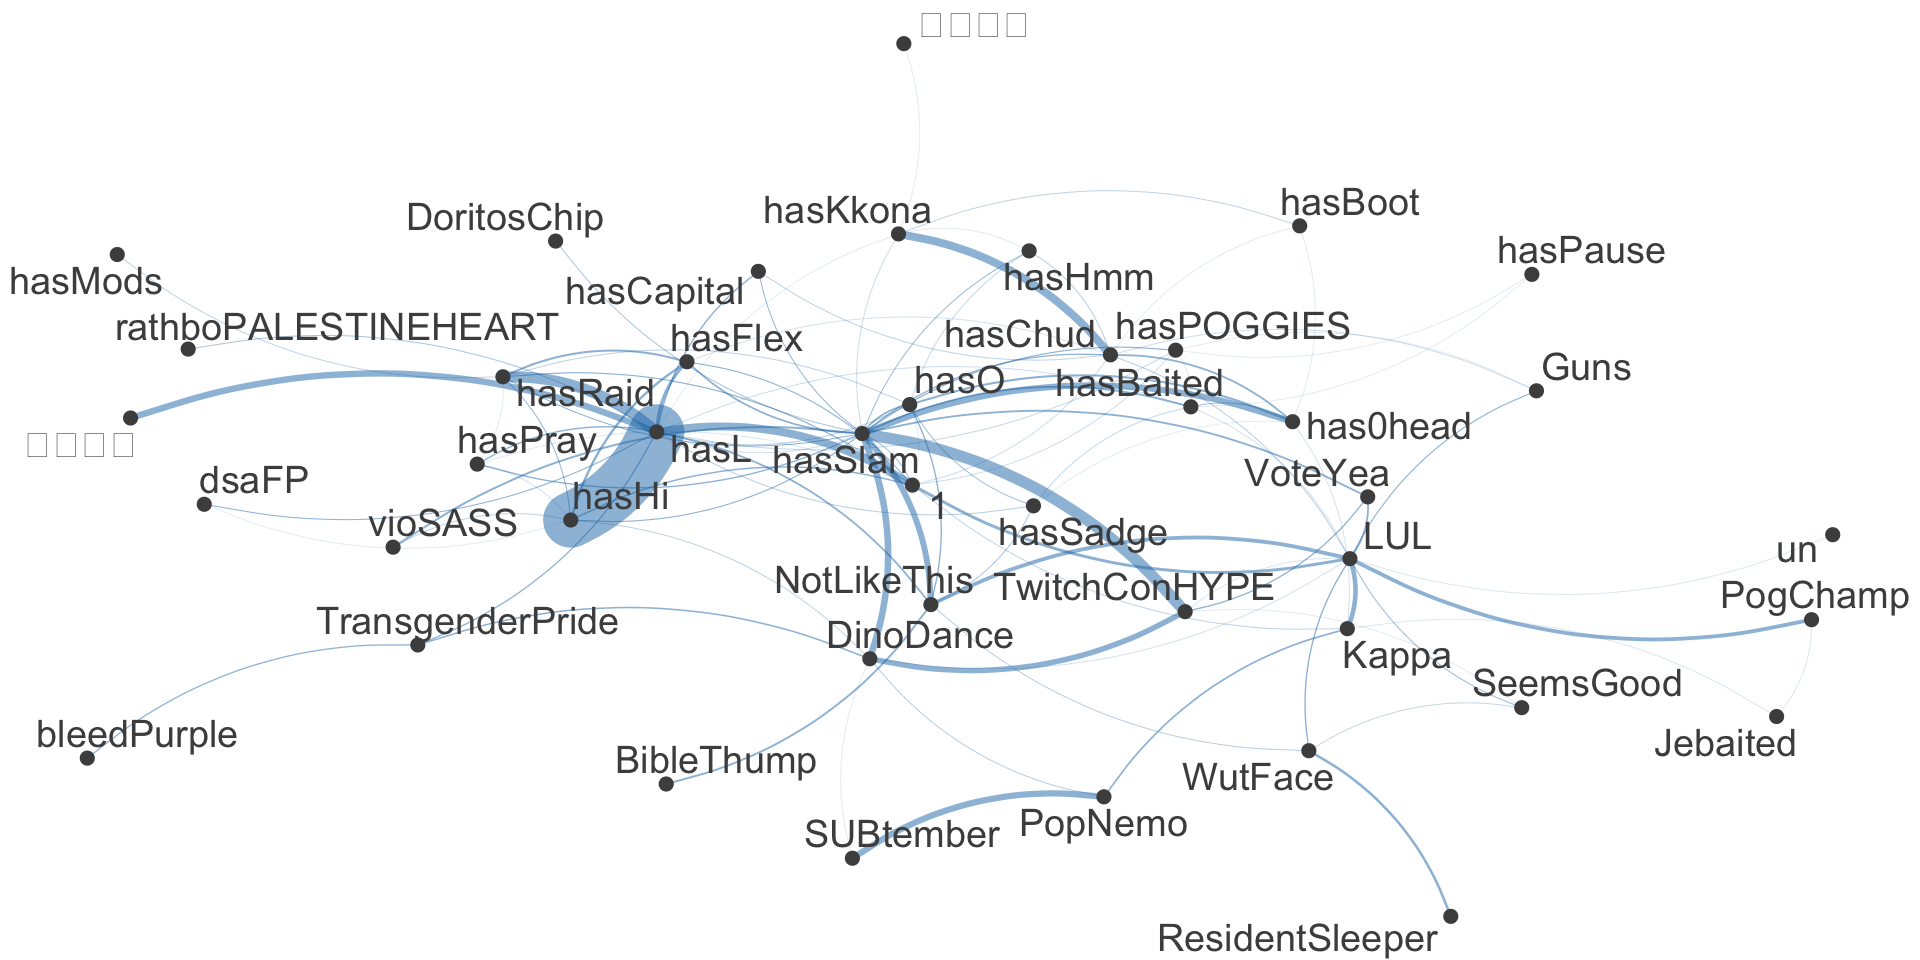 hasKkona
hasBoot
DoritosChip
hasPause
hasMods
hasHmm
hasCapital
rathboPALESTINEHEART
hasFlex
hasChud
hasPOGGIES
Guns
hasO
hasBaited
hasRaid
has0head
hasPray
hasL
hasSlam
VoteYea
dsaFP
hasHi
1
vioSASS
hasSadge
LUL
un
NotLikeThis
TwitchConHYPE
PogChamp
TransgenderPride
DinoDance
Kappa
SeemsGood
bleedPurple
Jebaited
BibleThump
WutFace
SUBtember
PopNemo
ResidentSleeper